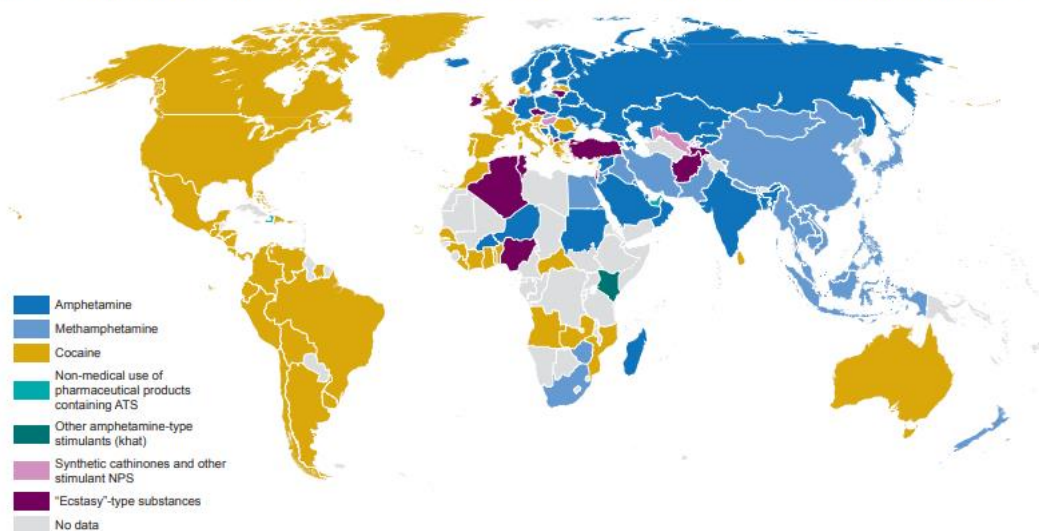 Amphetamine
Methamphetamine
Cocaine
Non-medical use of
pharmaceutical products
containing ATS
Other amphetamine-type
stimulants (khat)
Synthetic cathinones and other
stimulant NPS
“Ecstasy”-type substances
No data